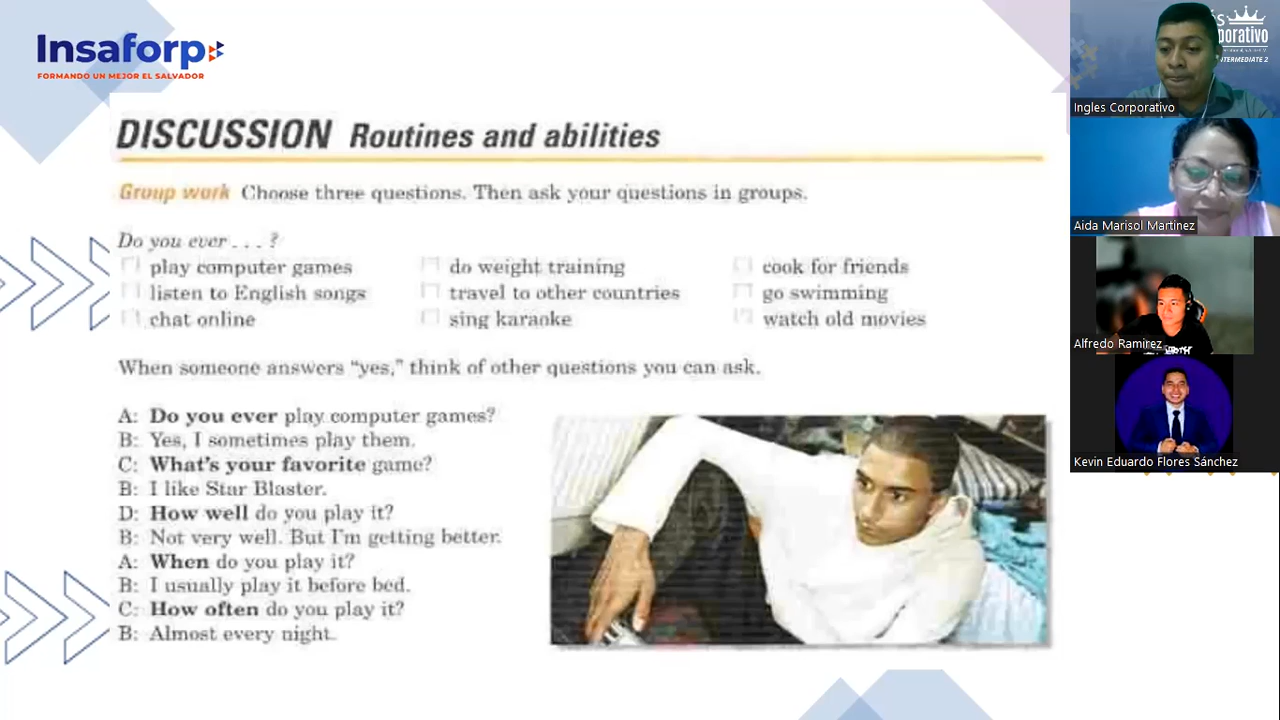 Insaforp
FORMANDO UN MEJOR EL SALVADOR
DISCUSSION Routines and abilities
Group work Choose three questions. Then ask your questions in groups.
Do you ever . . . ?
play computer games
do weight training
cook for friends
listen to English songs
travel to other countries
go swimming
chat online
sing karaoke
watch old movies
When someone answers “yes,” think of other questions you can ask.
A: Do you ever play computer games?
B: Yes, I sometimes play them.
C: What's your favorite game?
B: I like Star Blaster.
D: How well do you play it?
B: Not very well. But I'm getting better.
A: When do you play it?
B: I usually play it before bed.
C: How often do you play it?
B: Almost every night.
Ingles Corporativo
INTERMEDIATE 2
Aida Marisol Martinez
Alfredo Ramirez
Kevin Eduardo Flores Sánchez